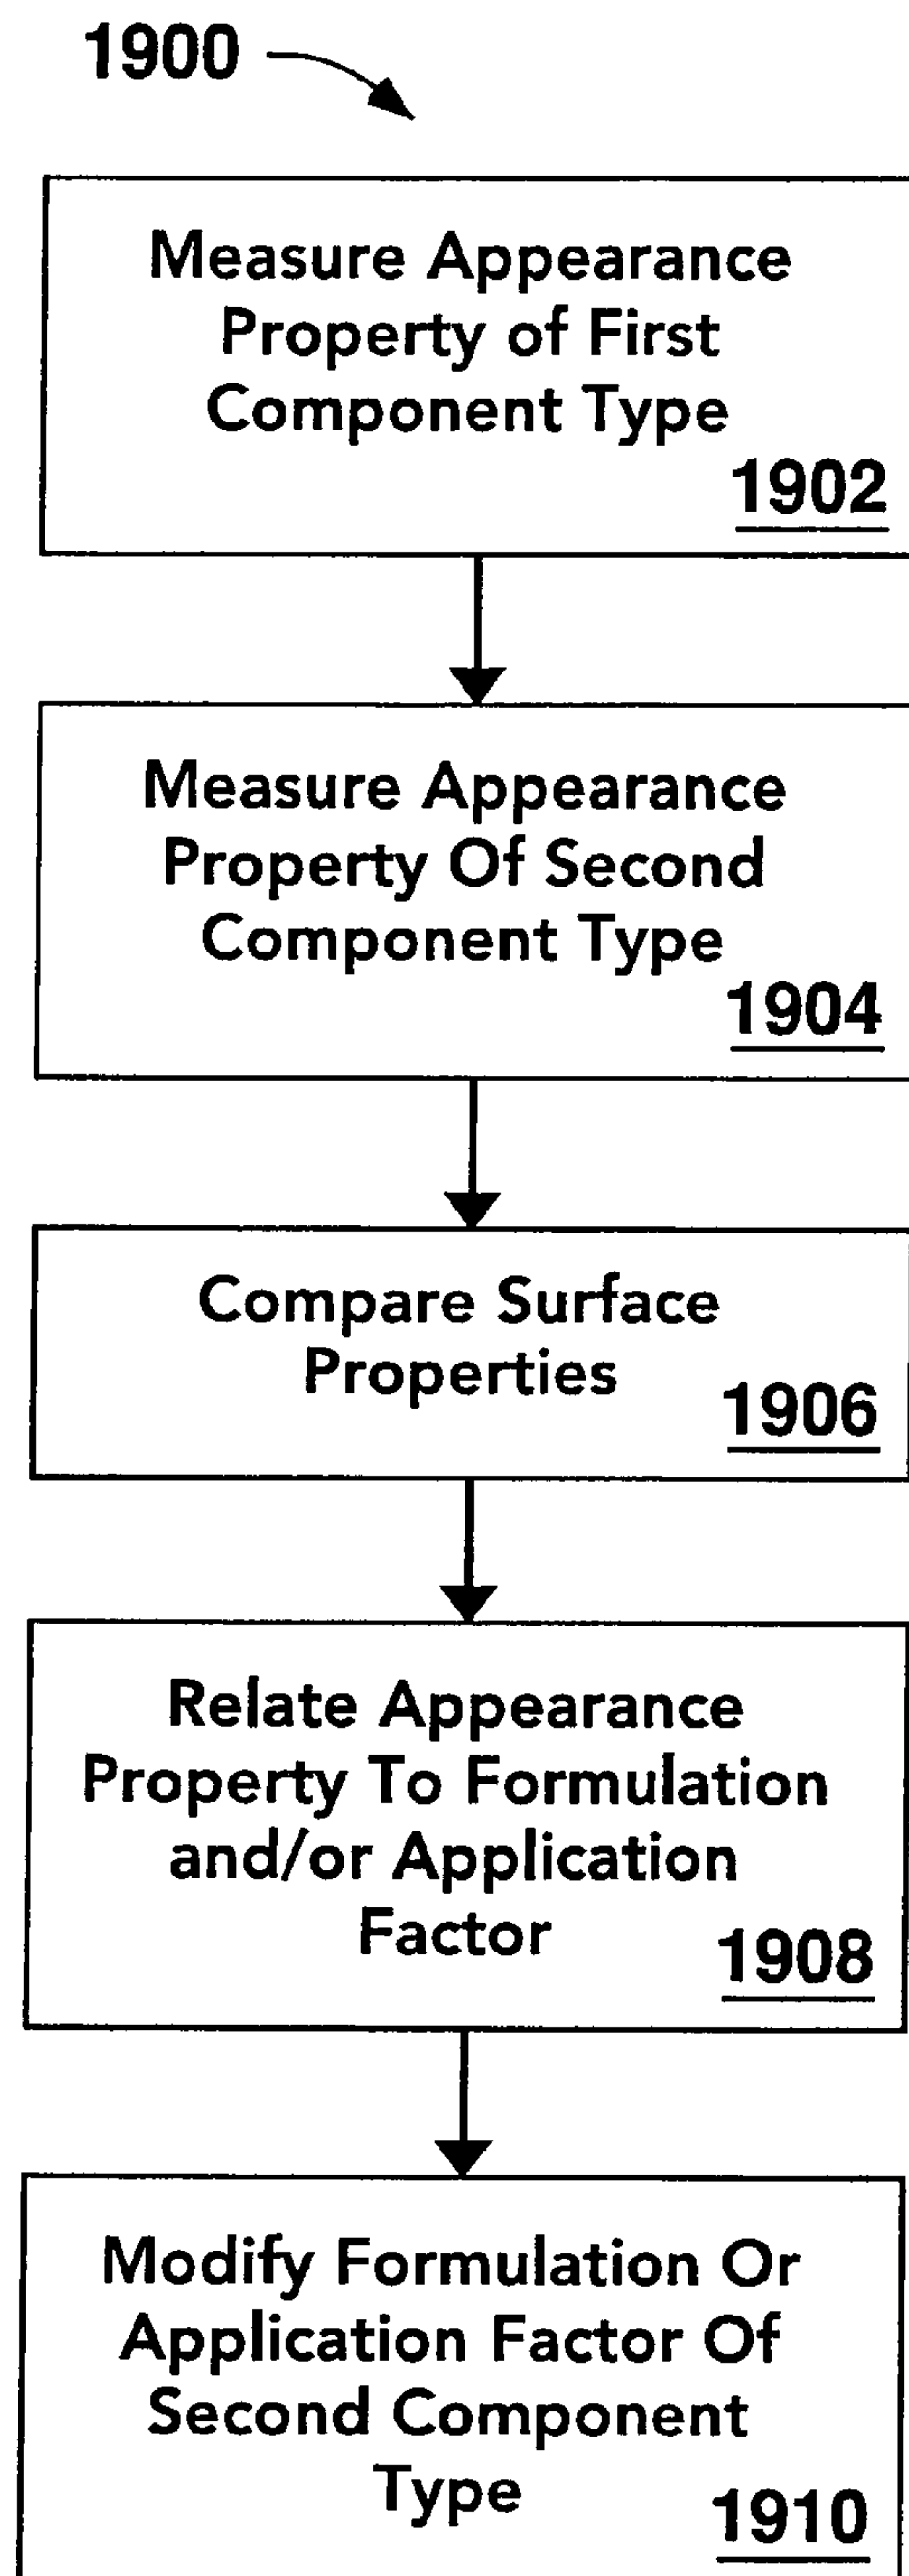 1900
Measure Appearance
Property of First
Component Type
1902
Measure Appearance
Property Of Second
Component Type
1904
Compare Surface
Properties
1906
Relate Appearance
Property To Formulation
and/or Application
Factor
1908
Modify Formulation Or
Application Factor Of
Second Component
Type
1910